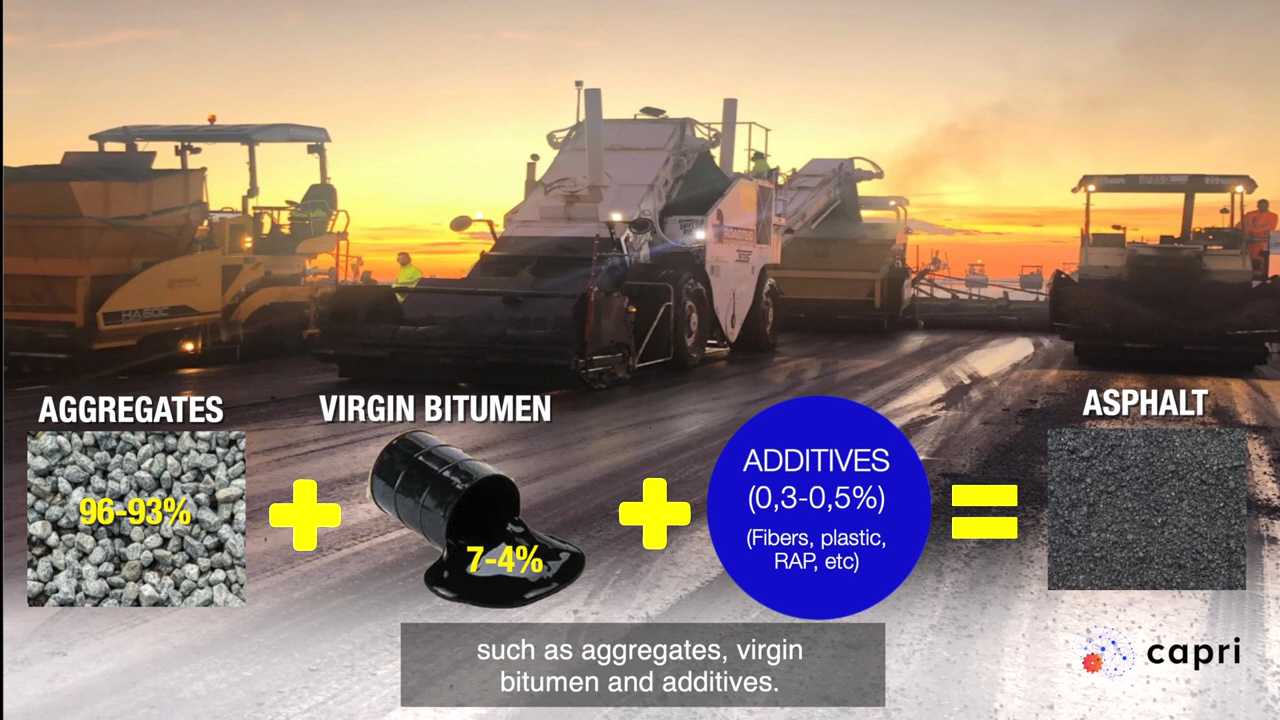 HA60C
AGGREGATES
VIRGIN BITUMEN
ASPHALT
96-93%
7-4%
ADDITIVES
(0,3-0,5%)
(Fibers, plastic,
RAP, etc)
such as aggregates, virgin
bitumen and additives.
capri